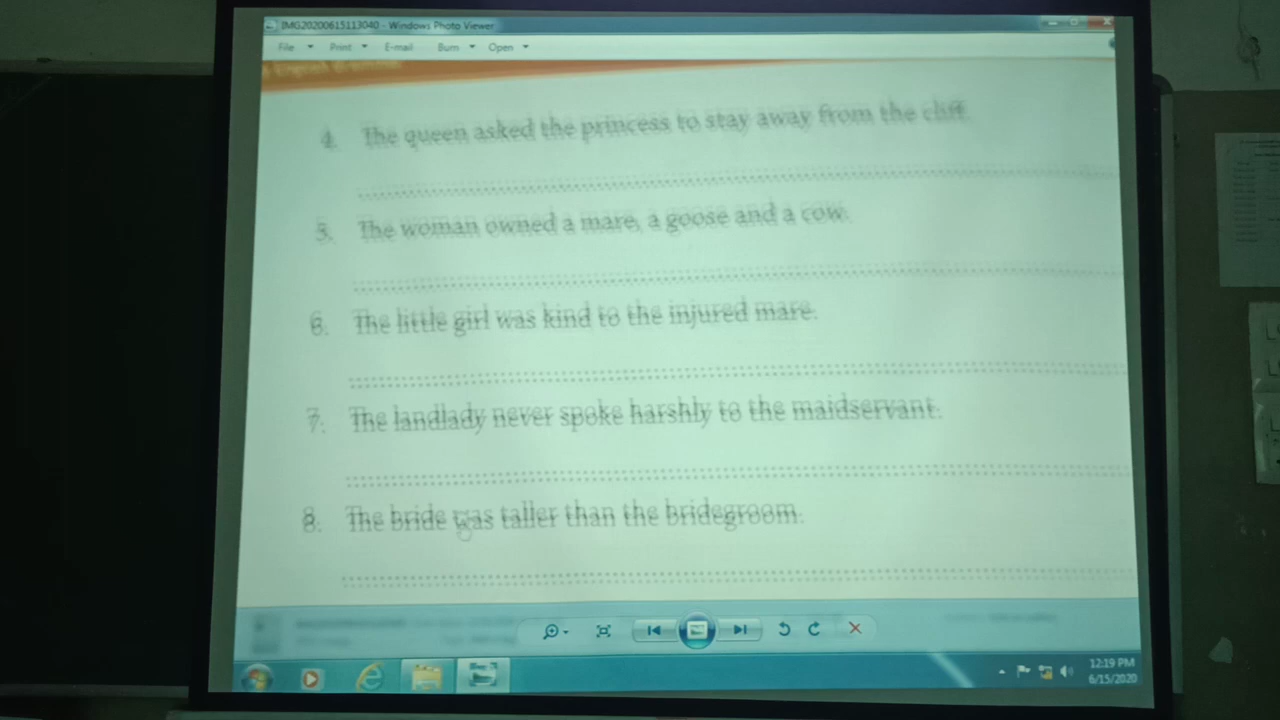 IMG20200615113040 - Windows Photo Viewer
File Print E-mail Burn Open
4. The queen asked the princess to stay away from the cliff.
5. The woman owned a mare, a goose and a cow.
6. The little girl was kind to the injured mare.
7. The landlady never spoke harshly to the maidservant.
8. The bride was taller than the bridegroom.
12:19 PM
6/15/2020